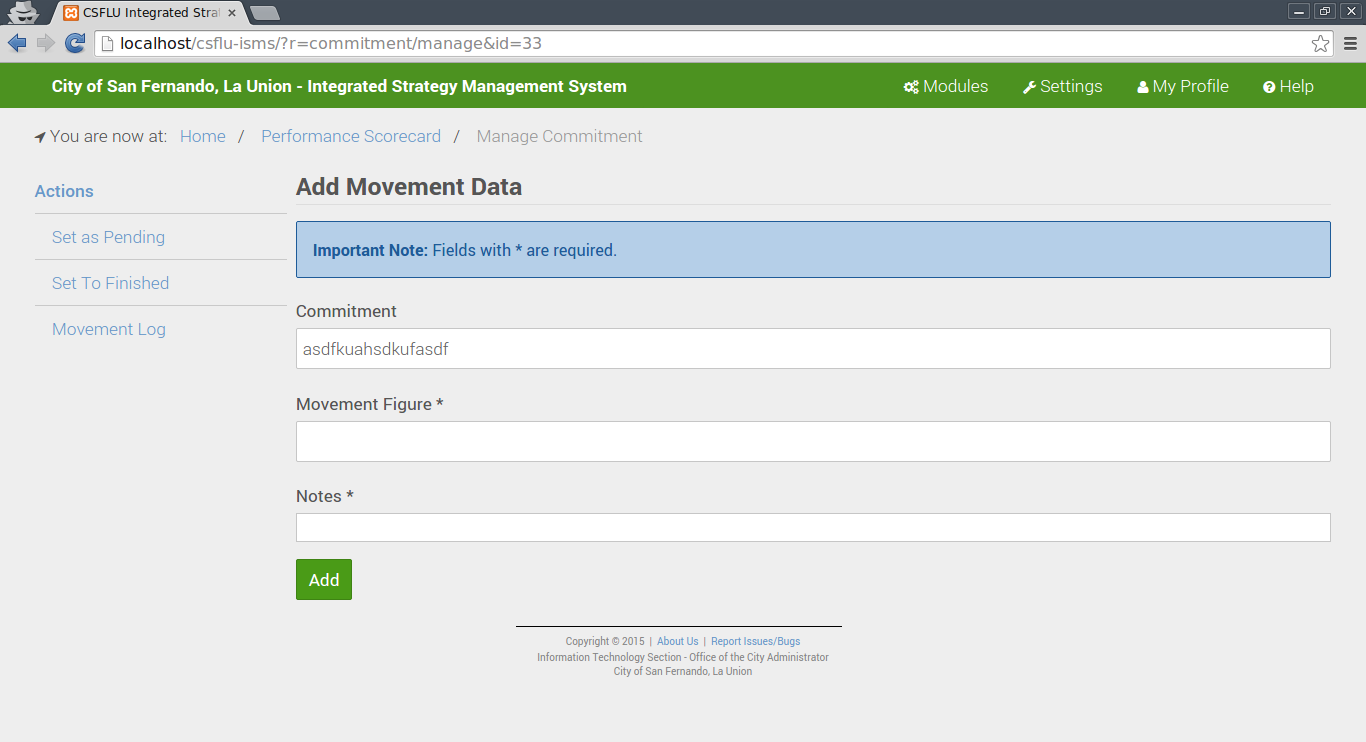 CSFLU Integrated Stra
localhost/csflu-isms/?r=commitment/manage&id=33
City of San Fernando, La Union - Integrated Strategy Management System
Modules
Settings
My Profile
Help
You are now at: Home / Performance Scorecard / Manage Commitment
Actions
Set as Pending
Set To Finished
Movement Log
Add Movement Data
Important Note: Fields with * are required.
Commitment
asdfkuahsdkufasdf
Movement Figure *
Notes *
Add
Copyright © 2015 | About Us | Report Issues/Bugs
Information Technology Section - Office of the City Administrator
City of San Fernando, La Union